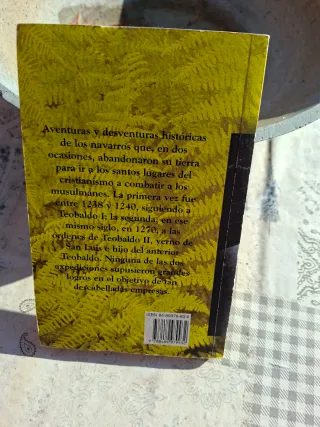 Aventuras y desventuras históricas
de los navarros que, en dos
ocasiones, abandonaron su tierra
para ir a los santos lugares del
cristianismo a combatir a los
musulmanes. La primera vez fue
entre 1238 y 1240, siguiendo a
Teobaldo I; la segunda, en ese
mismo siglo, en 1270, a las
órdenes de Teobaldo II, yerno de
San Luis e hijo del anterior
Teobaldo. Ninguna de las dos
expediciones supusieron grandes
logros en el objetivo de tan
descabelladas empresas.